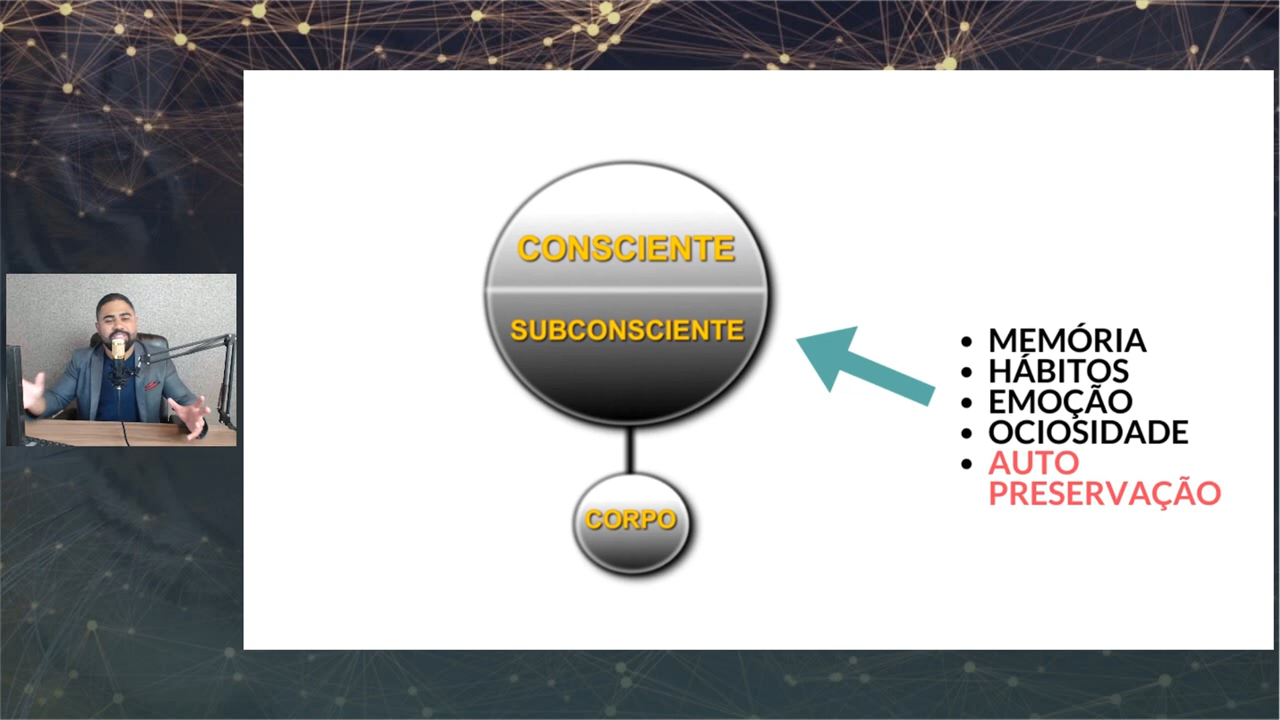 CONSCIENTE
SUBCONSCIENTE
CORPO
MEMÓRIA
HÁBITOS
EMOÇÃO
OCIOSIDADE
AUTO
PRESERVAÇÃO